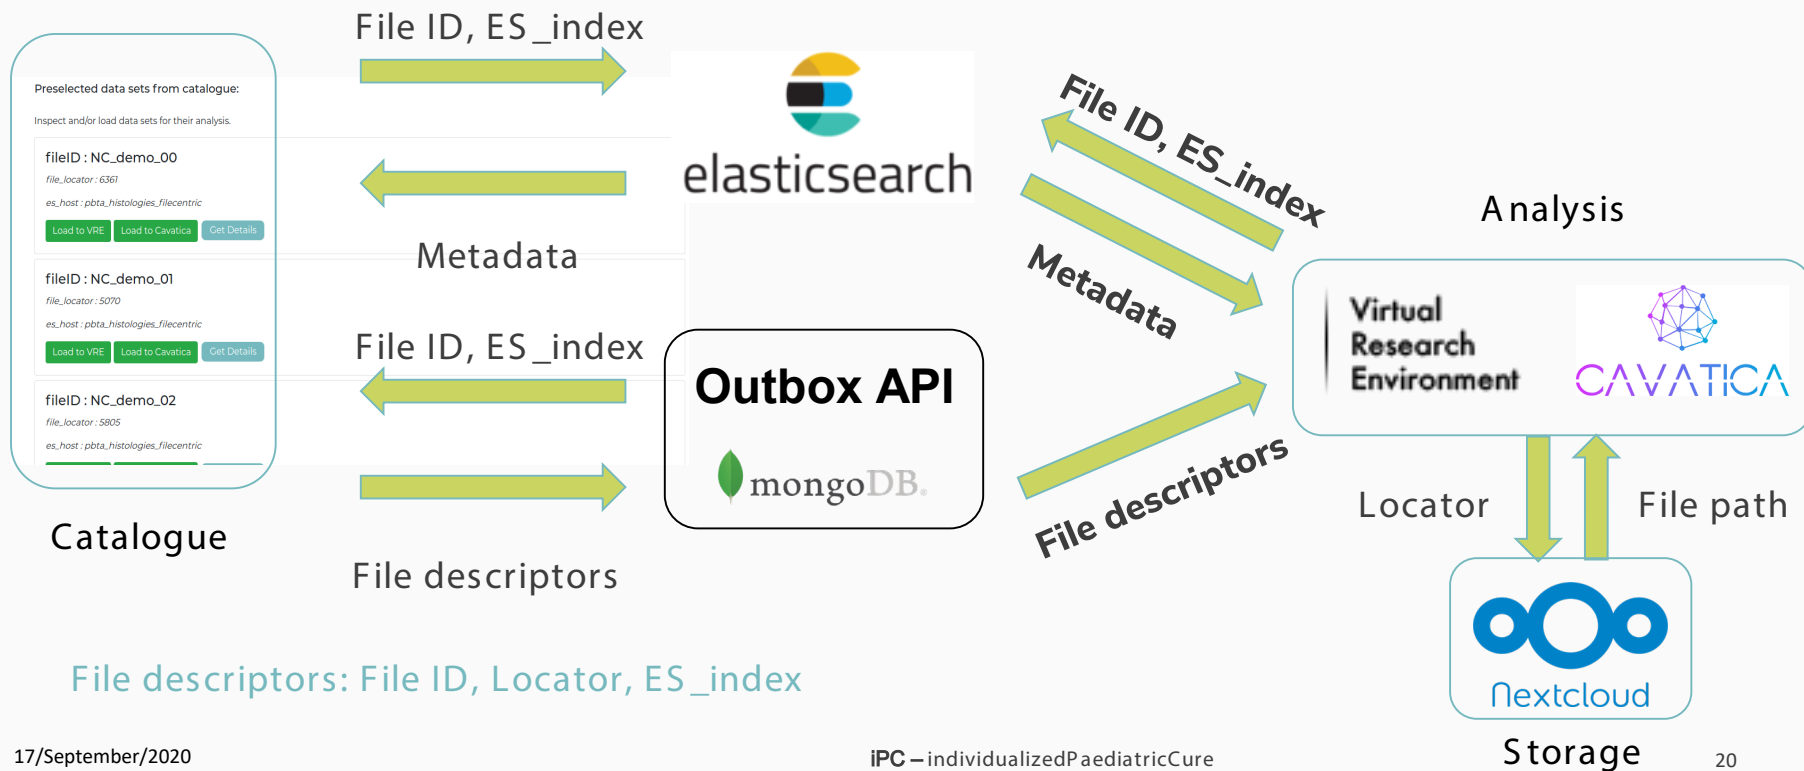 File ID, ES_index
Preselected data sets from catalogue:
Inspect and/or load data sets for their analysis.
fileID : NC_demo_00
file_locator : 6361
es_host : pbta_histologies_filecentric
Load to VRE Load to Cavatica Get Details
fileID : NC_demo_01
file_locator : 5070
es_host : pbta_histologies_filecentric
Load to VRE Load to Cavatica Get Details
fileID : NC_demo_02
file_locator : 5805
es_host : pbta_histologies_filecentric
Catalogue
Metadata
File ID, ES_index
File descriptors
elasticsearch
Outbox API
mongoDB.
File ID, ES_index
Metadata
File descriptors
Analysis
Virtual
Research
Environment
CAVATICA
Locator
File path
Nextcloud
Storage
File descriptors: File ID, Locator, ES_index
17/September/2020
iPC – individualizedPaediatricCure
20